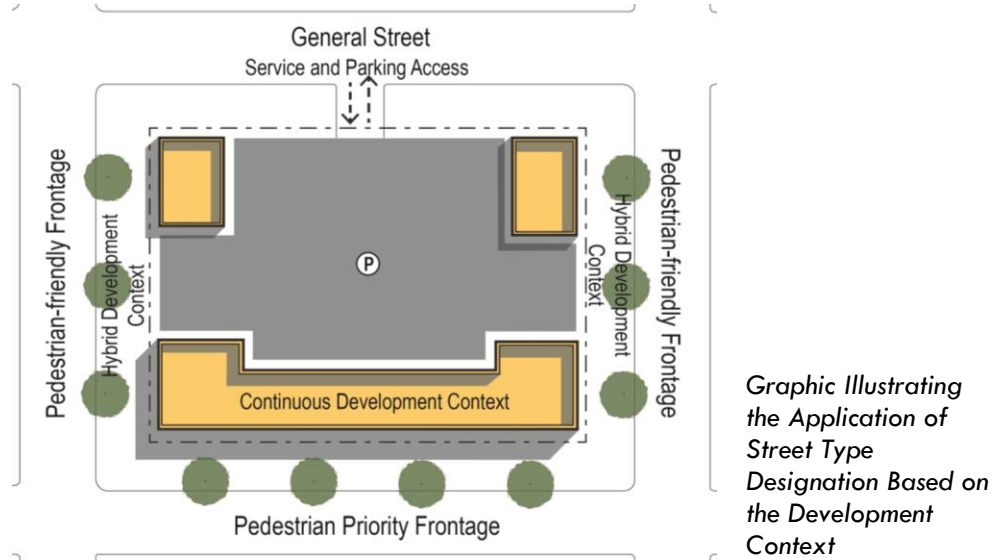 General Street
Service and Parking Access
Pedestrian-friendly Frontage
Hybrid Development
Context
P
Context
Hybrid Development
Pedestrian-friendly Frontage
Continuous Development Context
Pedestrian Priority Frontage
Graphic Illustrating
the Application of
Street Type
Designation Based on
the Development
Context